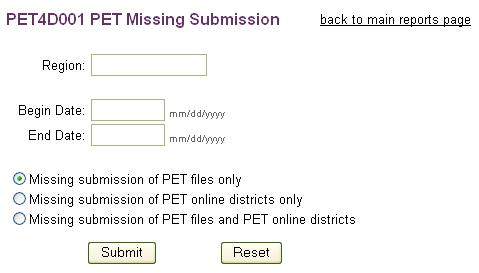 PET4D001 PET Missing Submission back to main reports page
Region:
Begin Date: mm/dd/yyyy
End Date: mm/dd/yyyy
Missing submission of PET files only
Missing submission of PET online districts only
Missing submission of PET files and PET online districts
Submit Reset